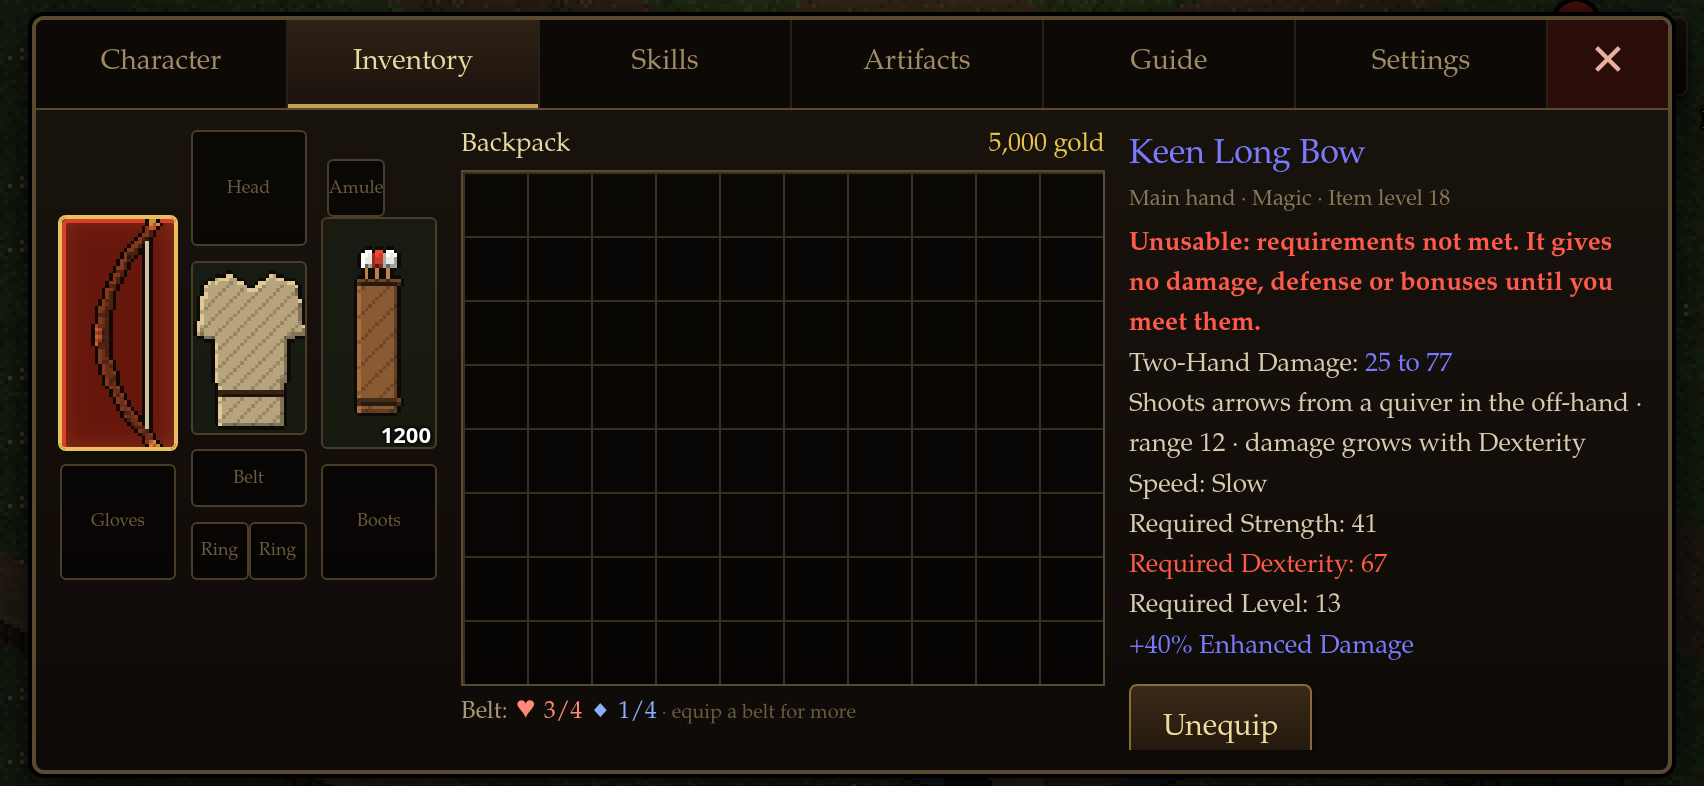 Character
Inventory
Skills
Artifacts
Guide
Settings
✕
Head
Amule
1200
Gloves
Belt
Ring
Ring
Boots
Backpack
5,000 gold
Belt: ♥ 3/4 ♦ 1/4 · equip a belt for more
Keen Long Bow
Main hand · Magic · Item level 18
Unusable: requirements not met. It gives
no damage, defense or bonuses until you
meet them.
Two-Hand Damage: 25 to 77
Shoots arrows from a quiver in the off-hand ·
range 12 · damage grows with Dexterity
Speed: Slow
Required Strength: 41
Required Dexterity: 67
Required Level: 13
+40% Enhanced Damage
Unequip